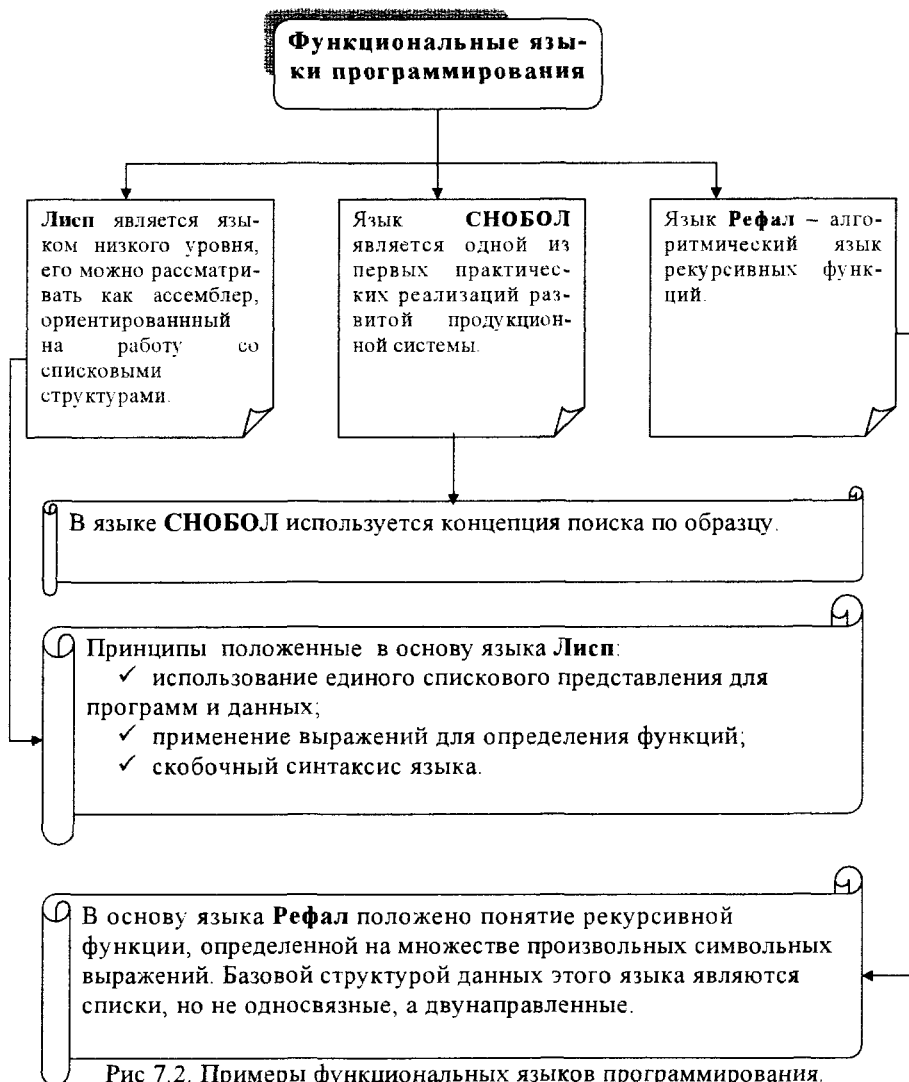 Функциональные язы-
ки программирования
Лисп является язы-
ком низкого уровня,
его можно рассматри-
вать как ассемблер,
ориентированнный
на работу со
списковыми
структурами.
Язык СНОБОЛ
является одной из
первых практичес-
ких реализаций раз-
витой продукцион-
ной системы.
Язык Рефал – алго-
ритмический язык
рекурсивных функ-
ций.
В языке СНОБОЛ используется концепция поиска по образцу.
Принципы положенные в основу языка Лисп:
✓ использование единого спискового представления для
программ и данных;
✓ применение выражений для определения функций;
✓ скобочный синтаксис языка.
В основу языка Рефал положено понятие рекурсивной
функции, определенной на множестве произвольных символьных
выражений. Базовой структурой данных этого языка являются
списки, но не односвязные, а двунаправленные.
Рис 7.2. Примеры функциональных языков программирования.